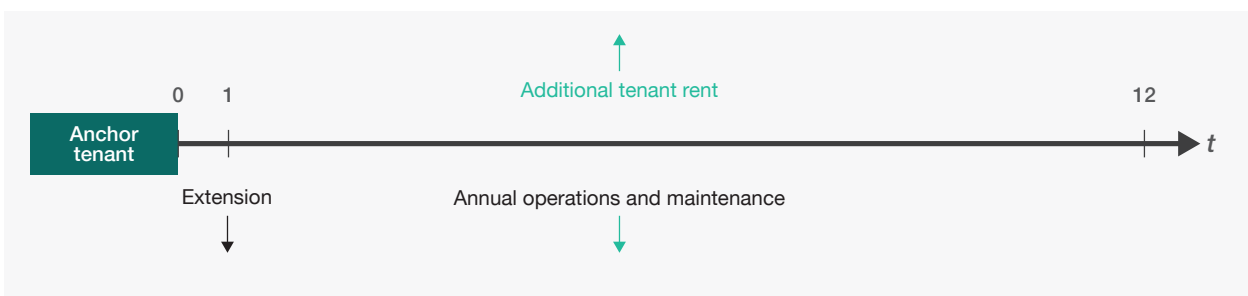 Additional tenant rent
0
1
12
Anchor
tenant
t
Extension
Annual operations and maintenance